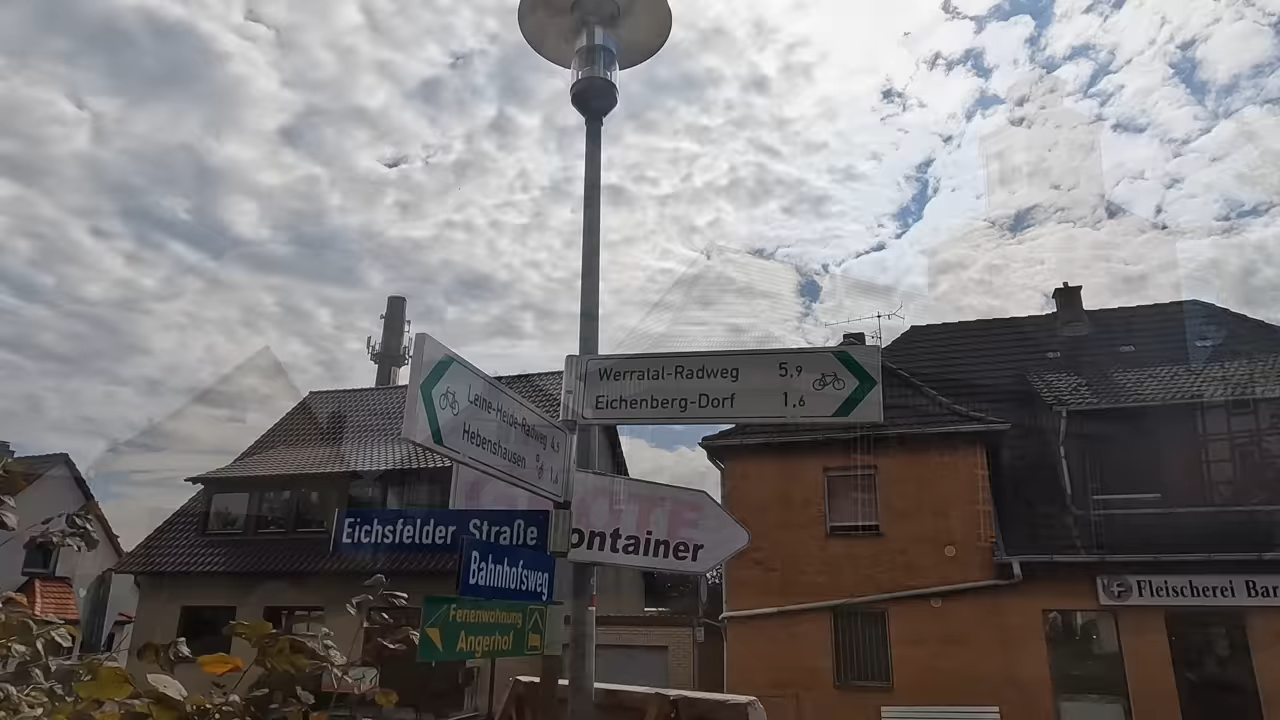 Werratal-Radweg 5,9
Eichenberg-Dorf 1,6
Leine-Heide-Radweg 4,5
Hebenshausen 1,4
ontainer
Eichsfelder Straße
Bahnhofsweg
Ferienwohnung
Angerhof
Fleischerei Bar